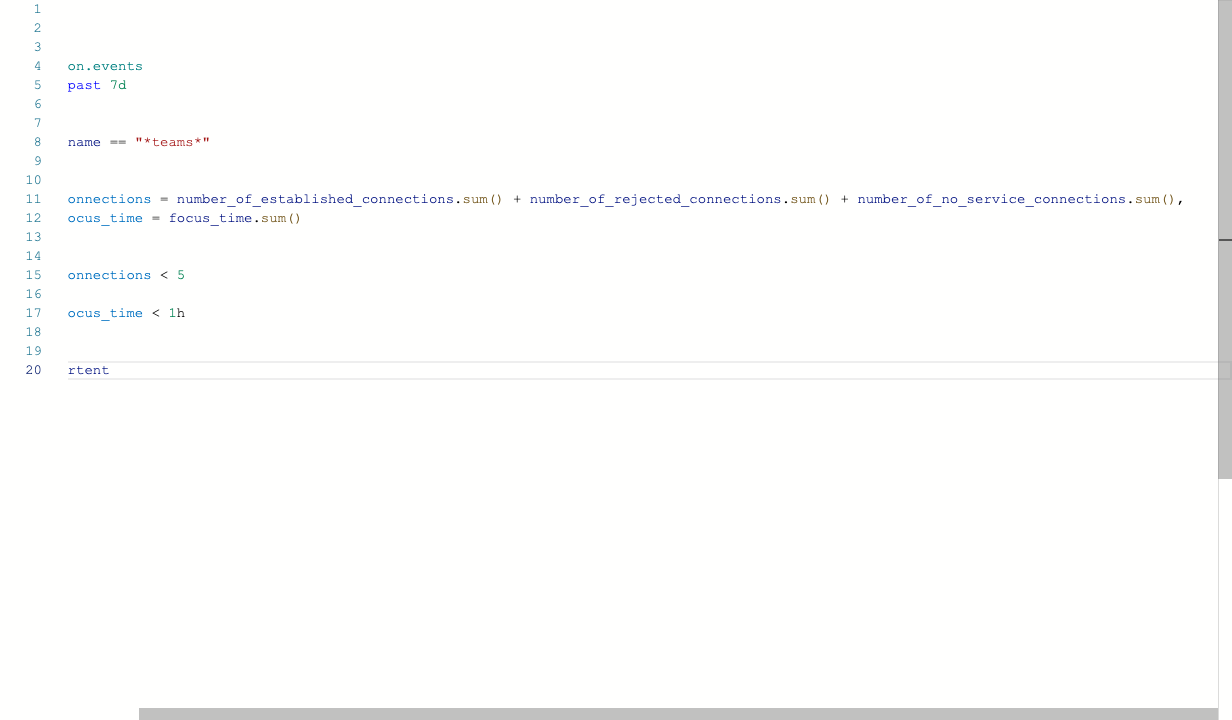 1
2
3
4 on.events
5 past 7d
6
7
8 name == "*teams*"
9
10
11 onnections = number_of_established_connections.sum() + number_of_rejected_connections.sum() + number_of_no_service_connections.sum(),
12 ocus_time = focus_time.sum()
13
14
15 onnections < 5
16
17 ocus_time < 1h
18
19
20 rtent